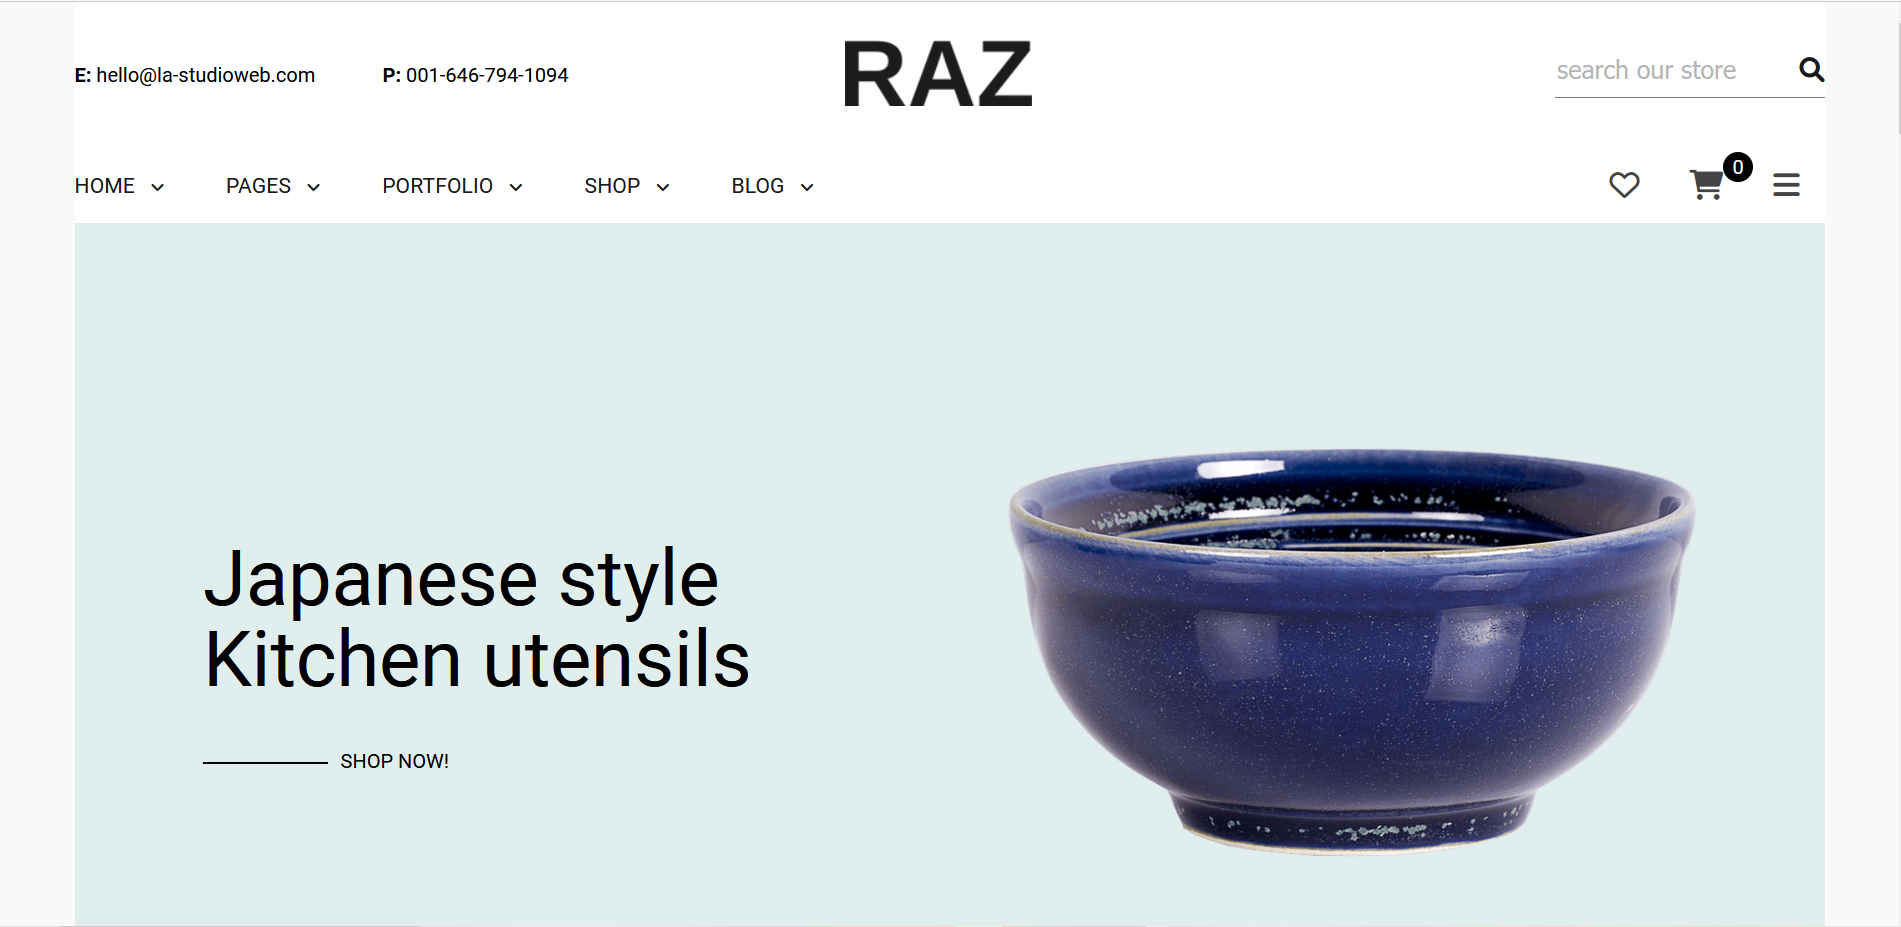 E: hello@la-studioweb.com P: 001-646-794-1094
RAZ
search our store
HOME PAGES PORTFOLIO SHOP BLOG
0
Japanese style
Kitchen utensils
SHOP NOW!